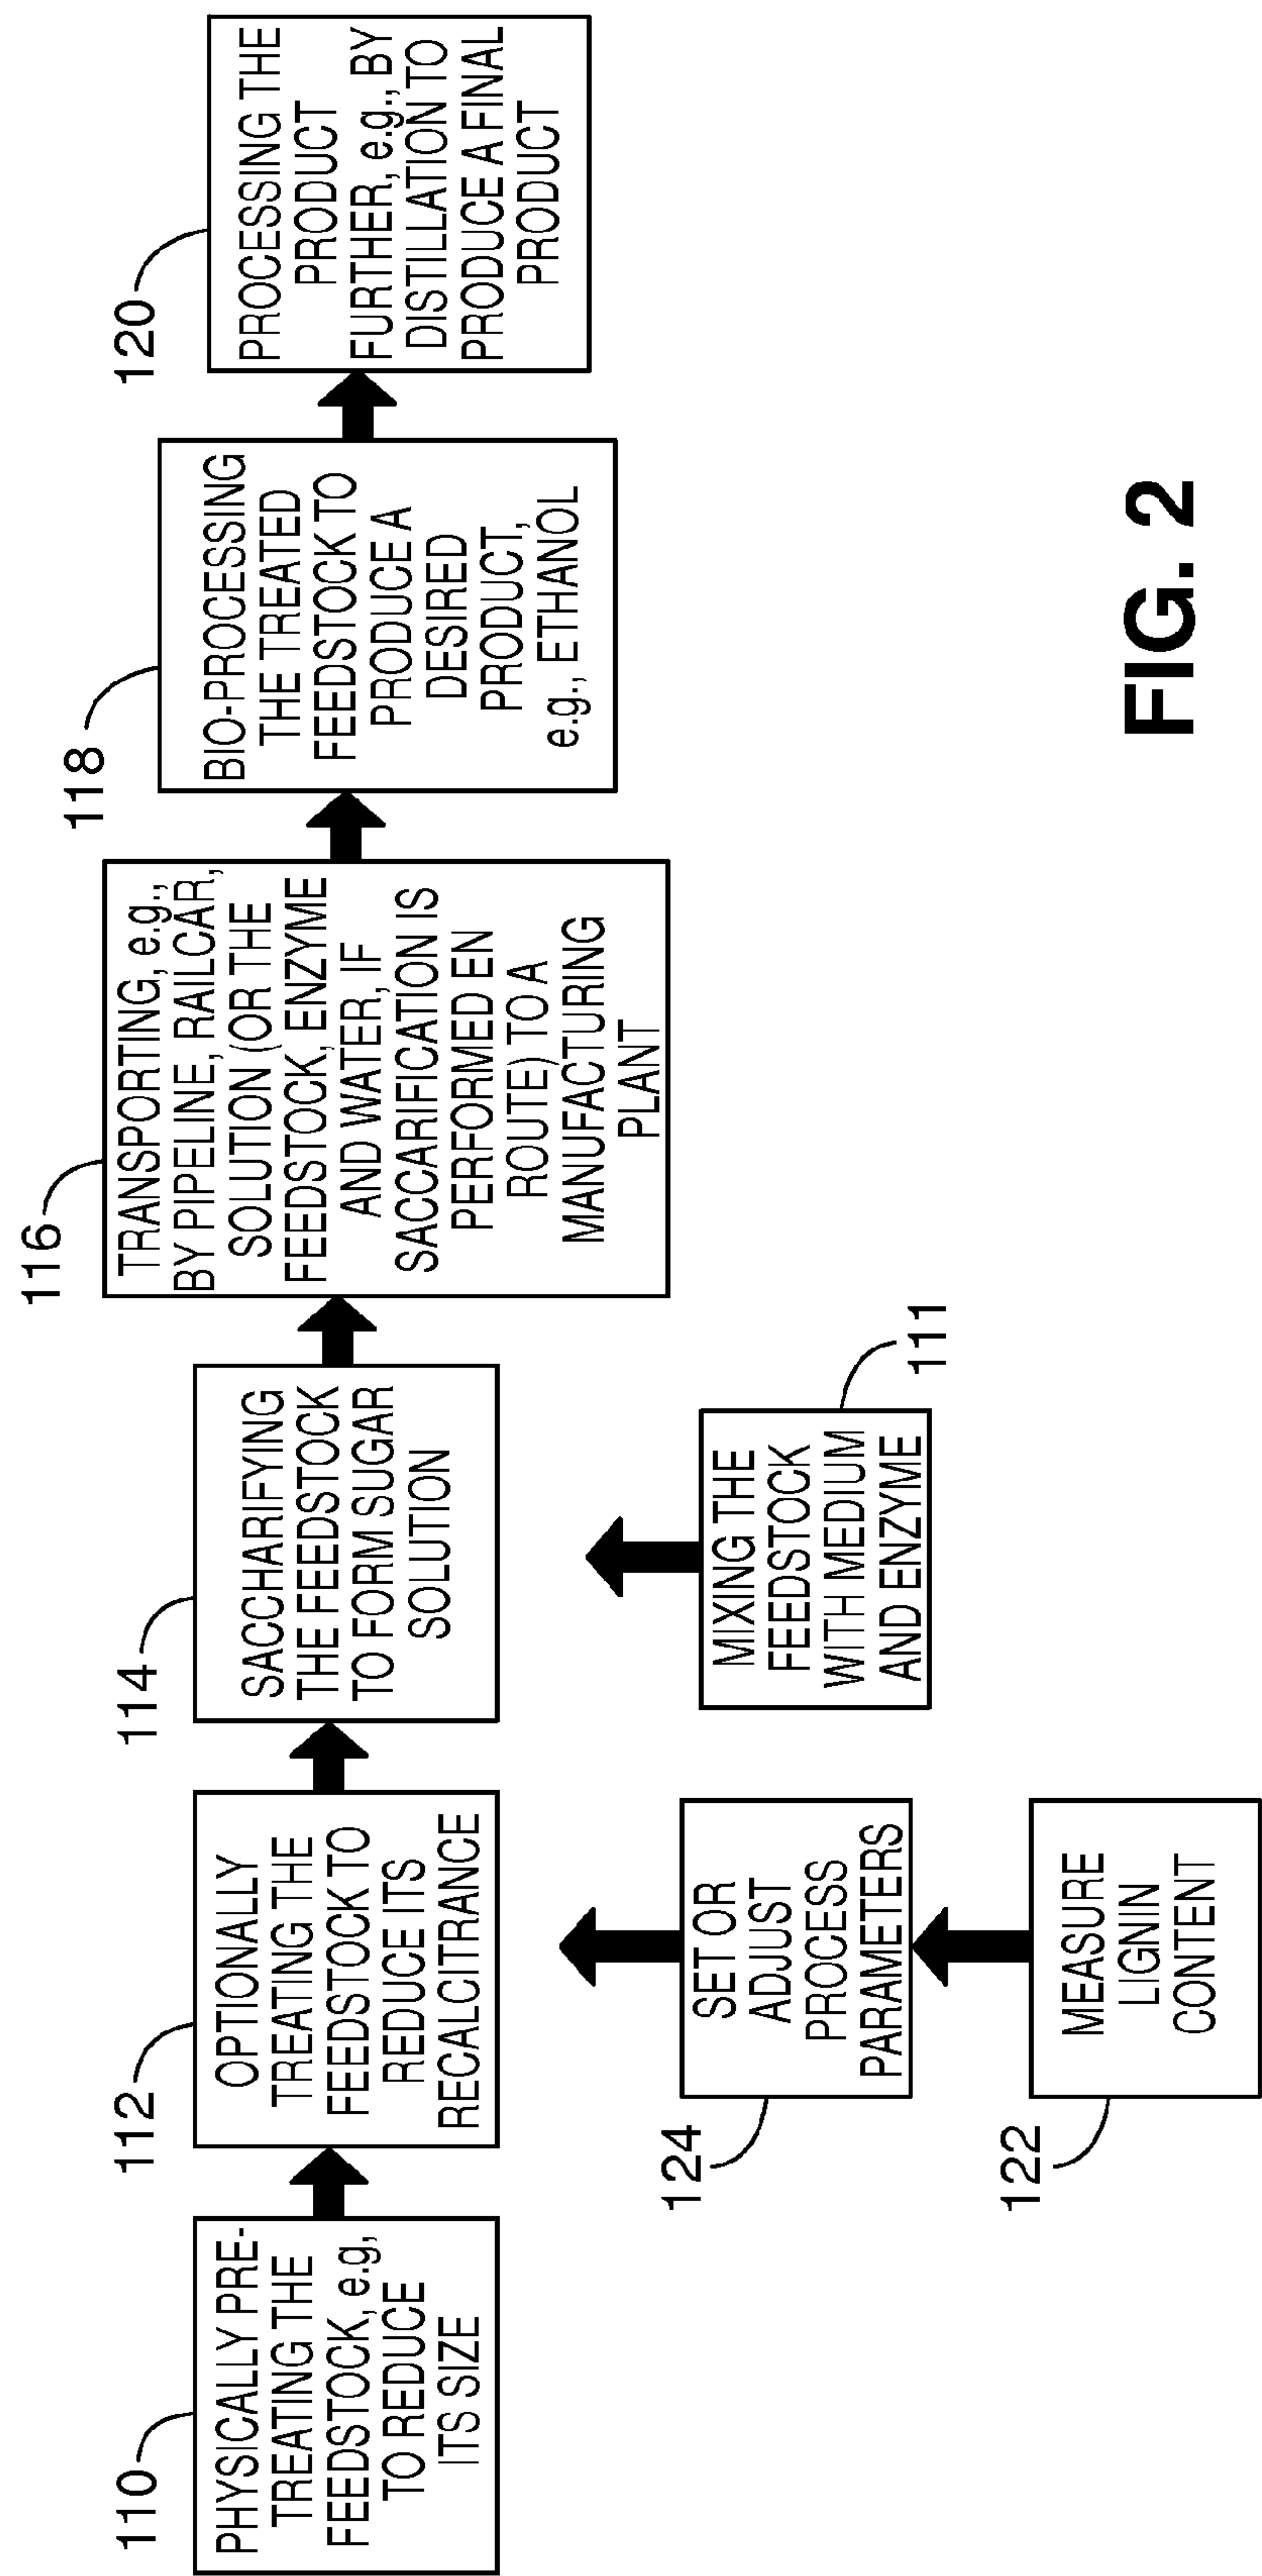 110
PHYSICALLY PRE-
TREATING THE
FEEDSTOCK, e.g,
TO REDUCE
ITS SIZE
112
OPTIONALLY
TREATING THE
FEEDSTOCK TO
REDUCE ITS
RECALCITRANCE
114
SACCHARIFYING
THE FEEDSTOCK
TO FORM SUGAR
SOLUTION
116
TRANSPORTING, e.g.,
BY PIPELINE, RAILCAR,
SOLUTION (OR THE
FEEDSTOCK, ENZYME
AND WATER, IF
SACCARIFICATION IS
PERFORMED EN
ROUTE) TO A
MANUFACTURING
PLANT
118
BIO-PROCESSING
THE TREATED
FEEDSTOCK TO
PRODUCE A
DESIRED
PRODUCT,
e.g., ETHANOL
120
PROCESSING THE
PRODUCT
FURTHER, e.g., BY
DISTILLATION TO
PRODUCE A FINAL
PRODUCT
124
SET OR
ADJUST
PROCESS
PARAMETERS
111
MIXING THE
FEEDSTOCK
WITH MEDIUM
AND ENZYME
122
MEASURE
LIGNIN
CONTENT
FIG. 2